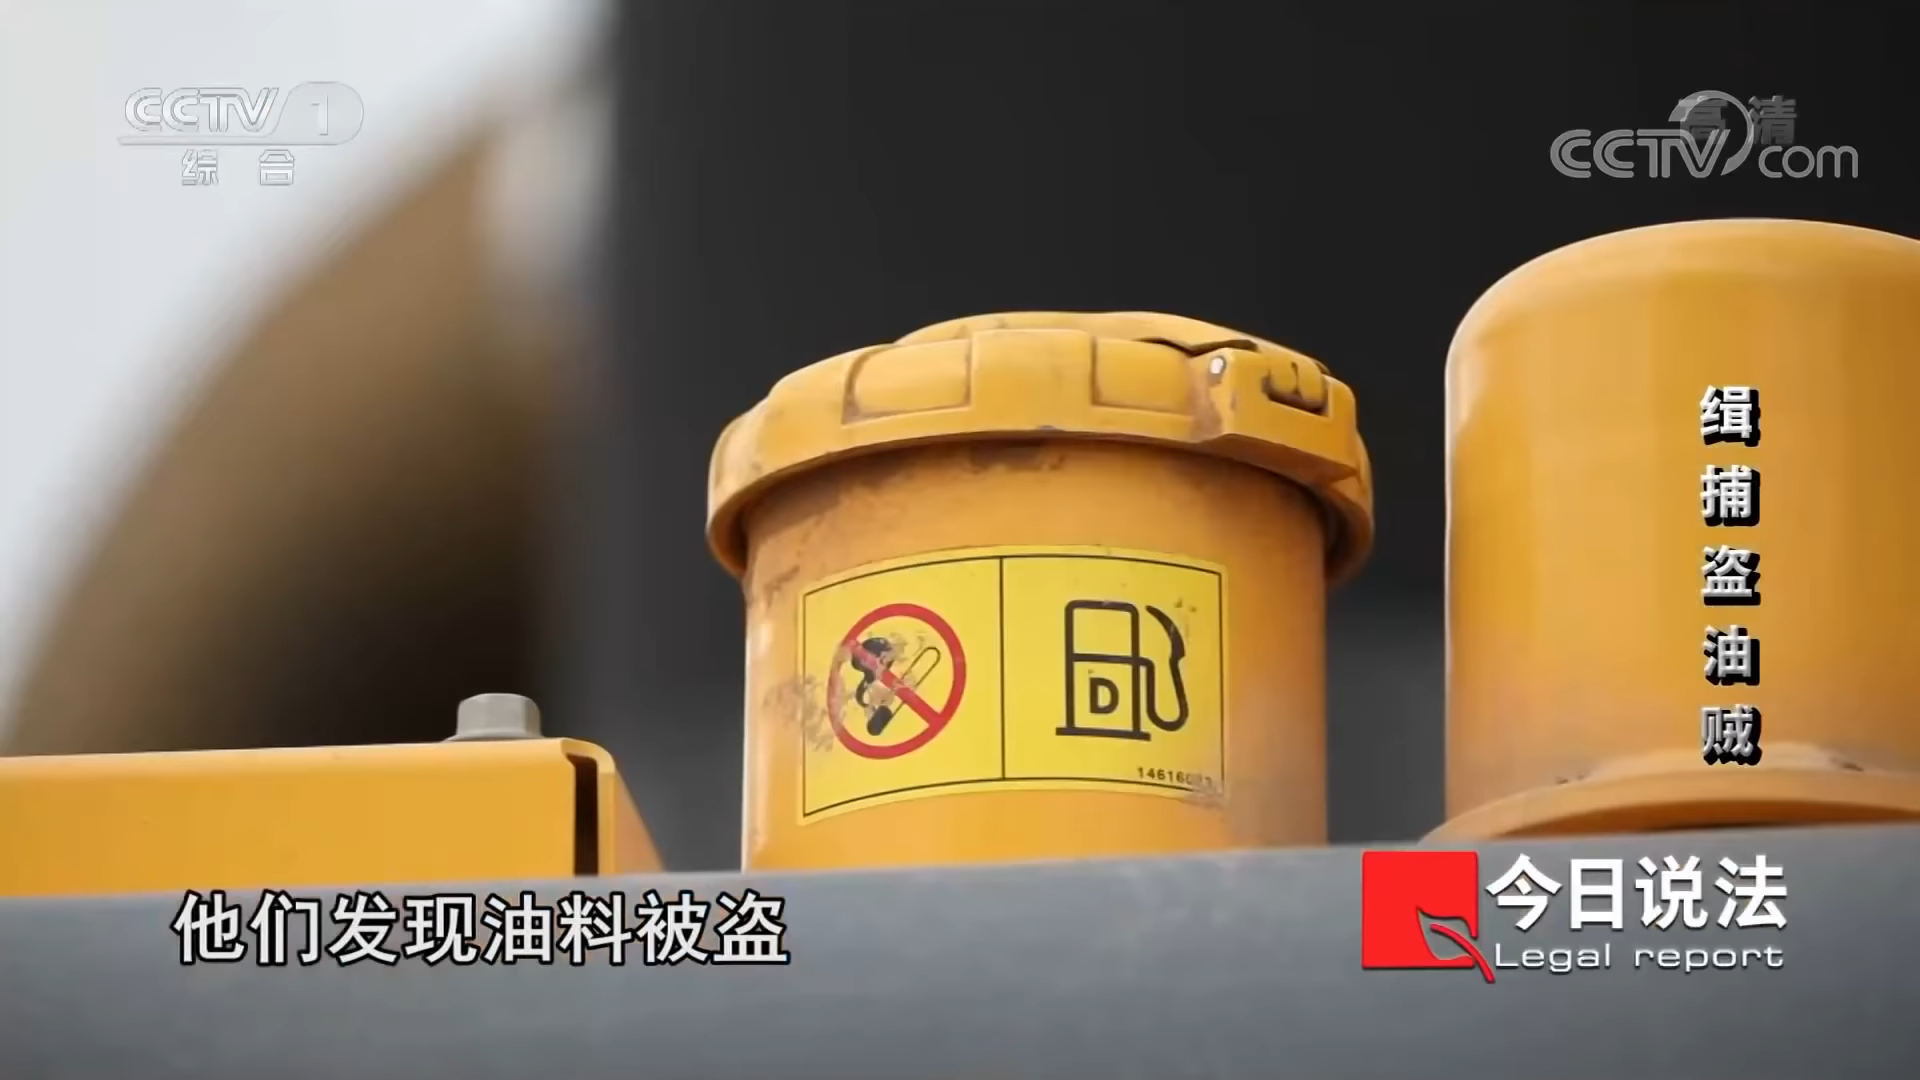 CCTV 1
综合
高清
CCTV com
缉捕盗油贼
D
他们发现油料被盗
今日说法
Legal report